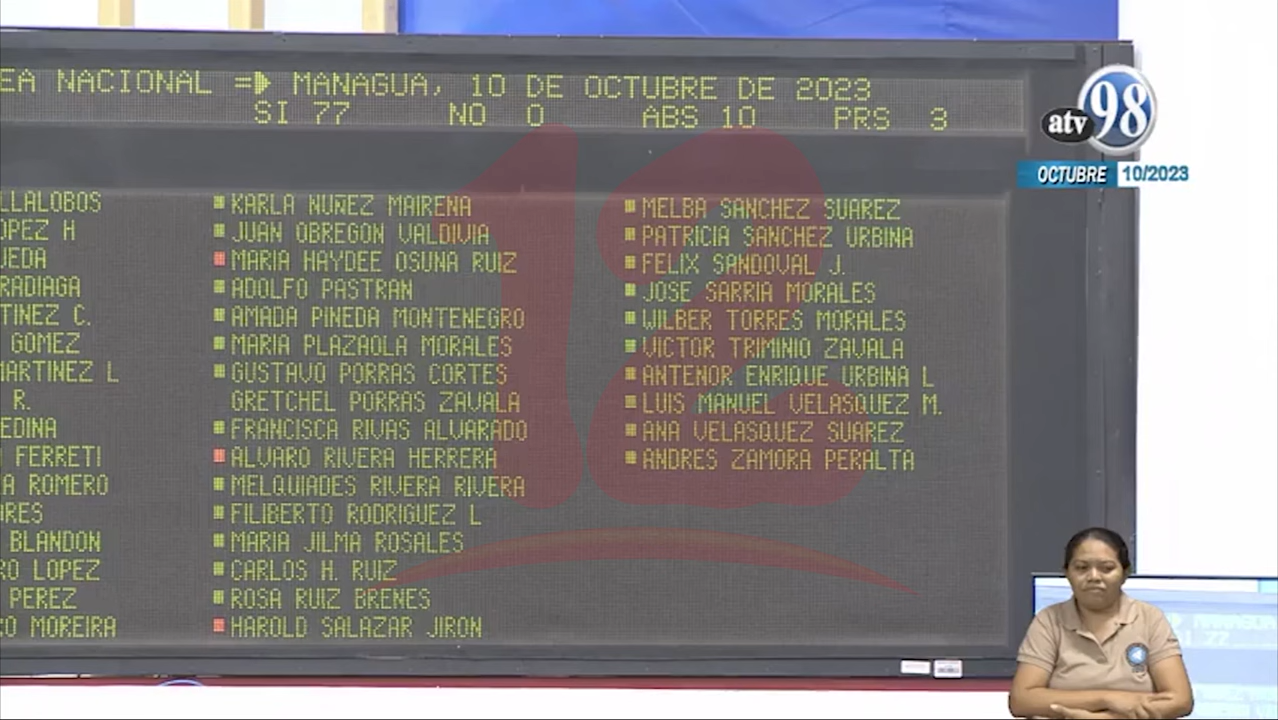 EA NACIONAL => MANAGUA, 10 DE OCTUBRE DE 2023
SI 77 NO 0 ABS 10 PRS 3
atv 98
OCTUBRE 10/2023
12
LLALOBOS
OPEZ H
UEDA
RADIAGA
TINEZ C.
GOMEZ
MARTINEZ L
R.
EDINA
FERRETI
A ROMERO
ARES
BLANDON
RO LOPEZ
PEREZ
RO MOREIRA
KARLA NUÑEZ MAIRENA
JUAN OBREGON VALDIVIA
MARIA HAYDEE OSUNA RUIZ
ADOLFO PASTRAN
AMADA PINEDA MONTENEGRO
MARIA PLAZAOLA MORALES
GUSTAVO PORRAS CORTES
GRETCHEL PORRAS ZAVALA
FRANCISCA RIVAS ALVARADO
ALVARO RIVERA HERRERA
MELQUIADES RIVERA RIVERA
FILIBERTO RODRIGUEZ L
MARIA JILMA ROSALES
CARLOS H. RUIZ
ROSA RUIZ BRENES
HAROLD SALAZAR JIRON
MELBA SANCHEZ SUAREZ
PATRICIA SANCHEZ URBINA
FELIX SANDOVAL J.
JOSE SARRIA MORALES
WILBER TORRES MORALES
VICTOR TRIMINIO ZAVALA
ANTENOR ENRIQUE URBINA L
LUIS MANUEL VELASQUEZ M.
ANA VELASQUEZ SUAREZ
ANDRES ZAMORA PERALTA